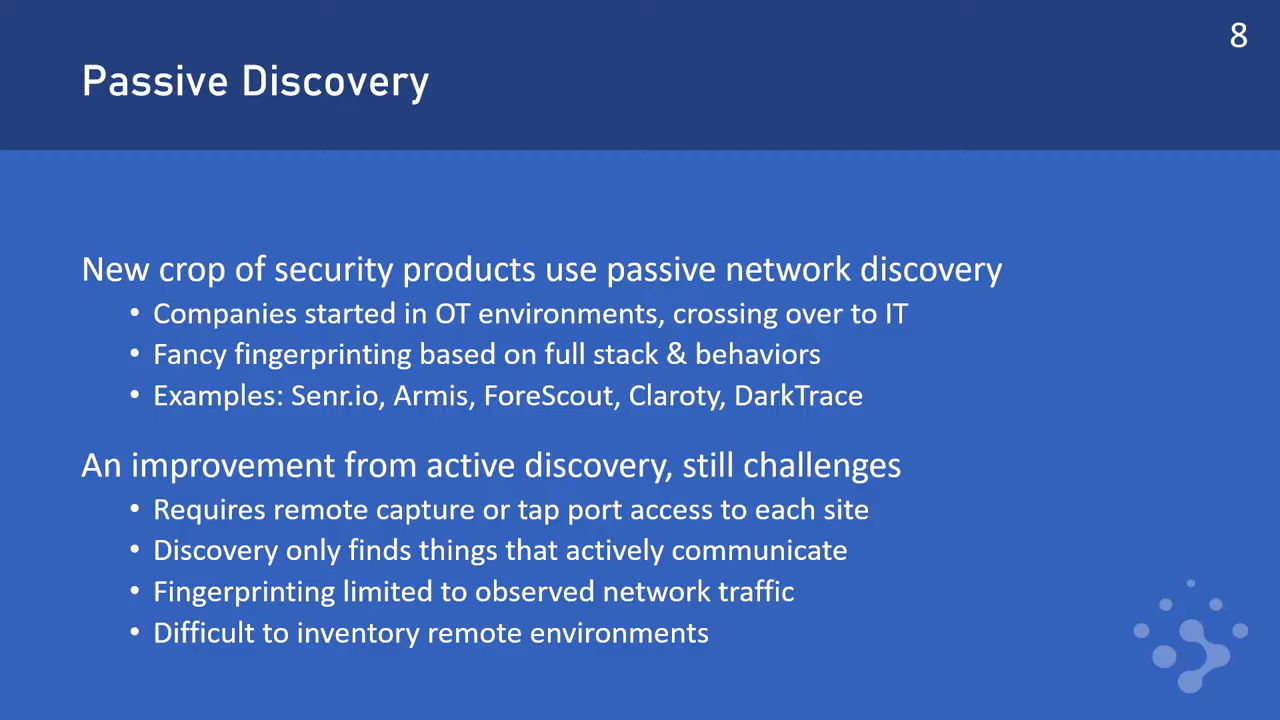 8
Passive Discovery
New crop of security products use passive network discovery
• Companies started in OT environments, crossing over to IT
• Fancy fingerprinting based on full stack & behaviors
• Examples: Senr.io, Armis, ForeScout, Claroty, DarkTrace
An improvement from active discovery, still challenges
• Requires remote capture or tap port access to each site
• Discovery only finds things that actively communicate
• Fingerprinting limited to observed network traffic
• Difficult to inventory remote environments